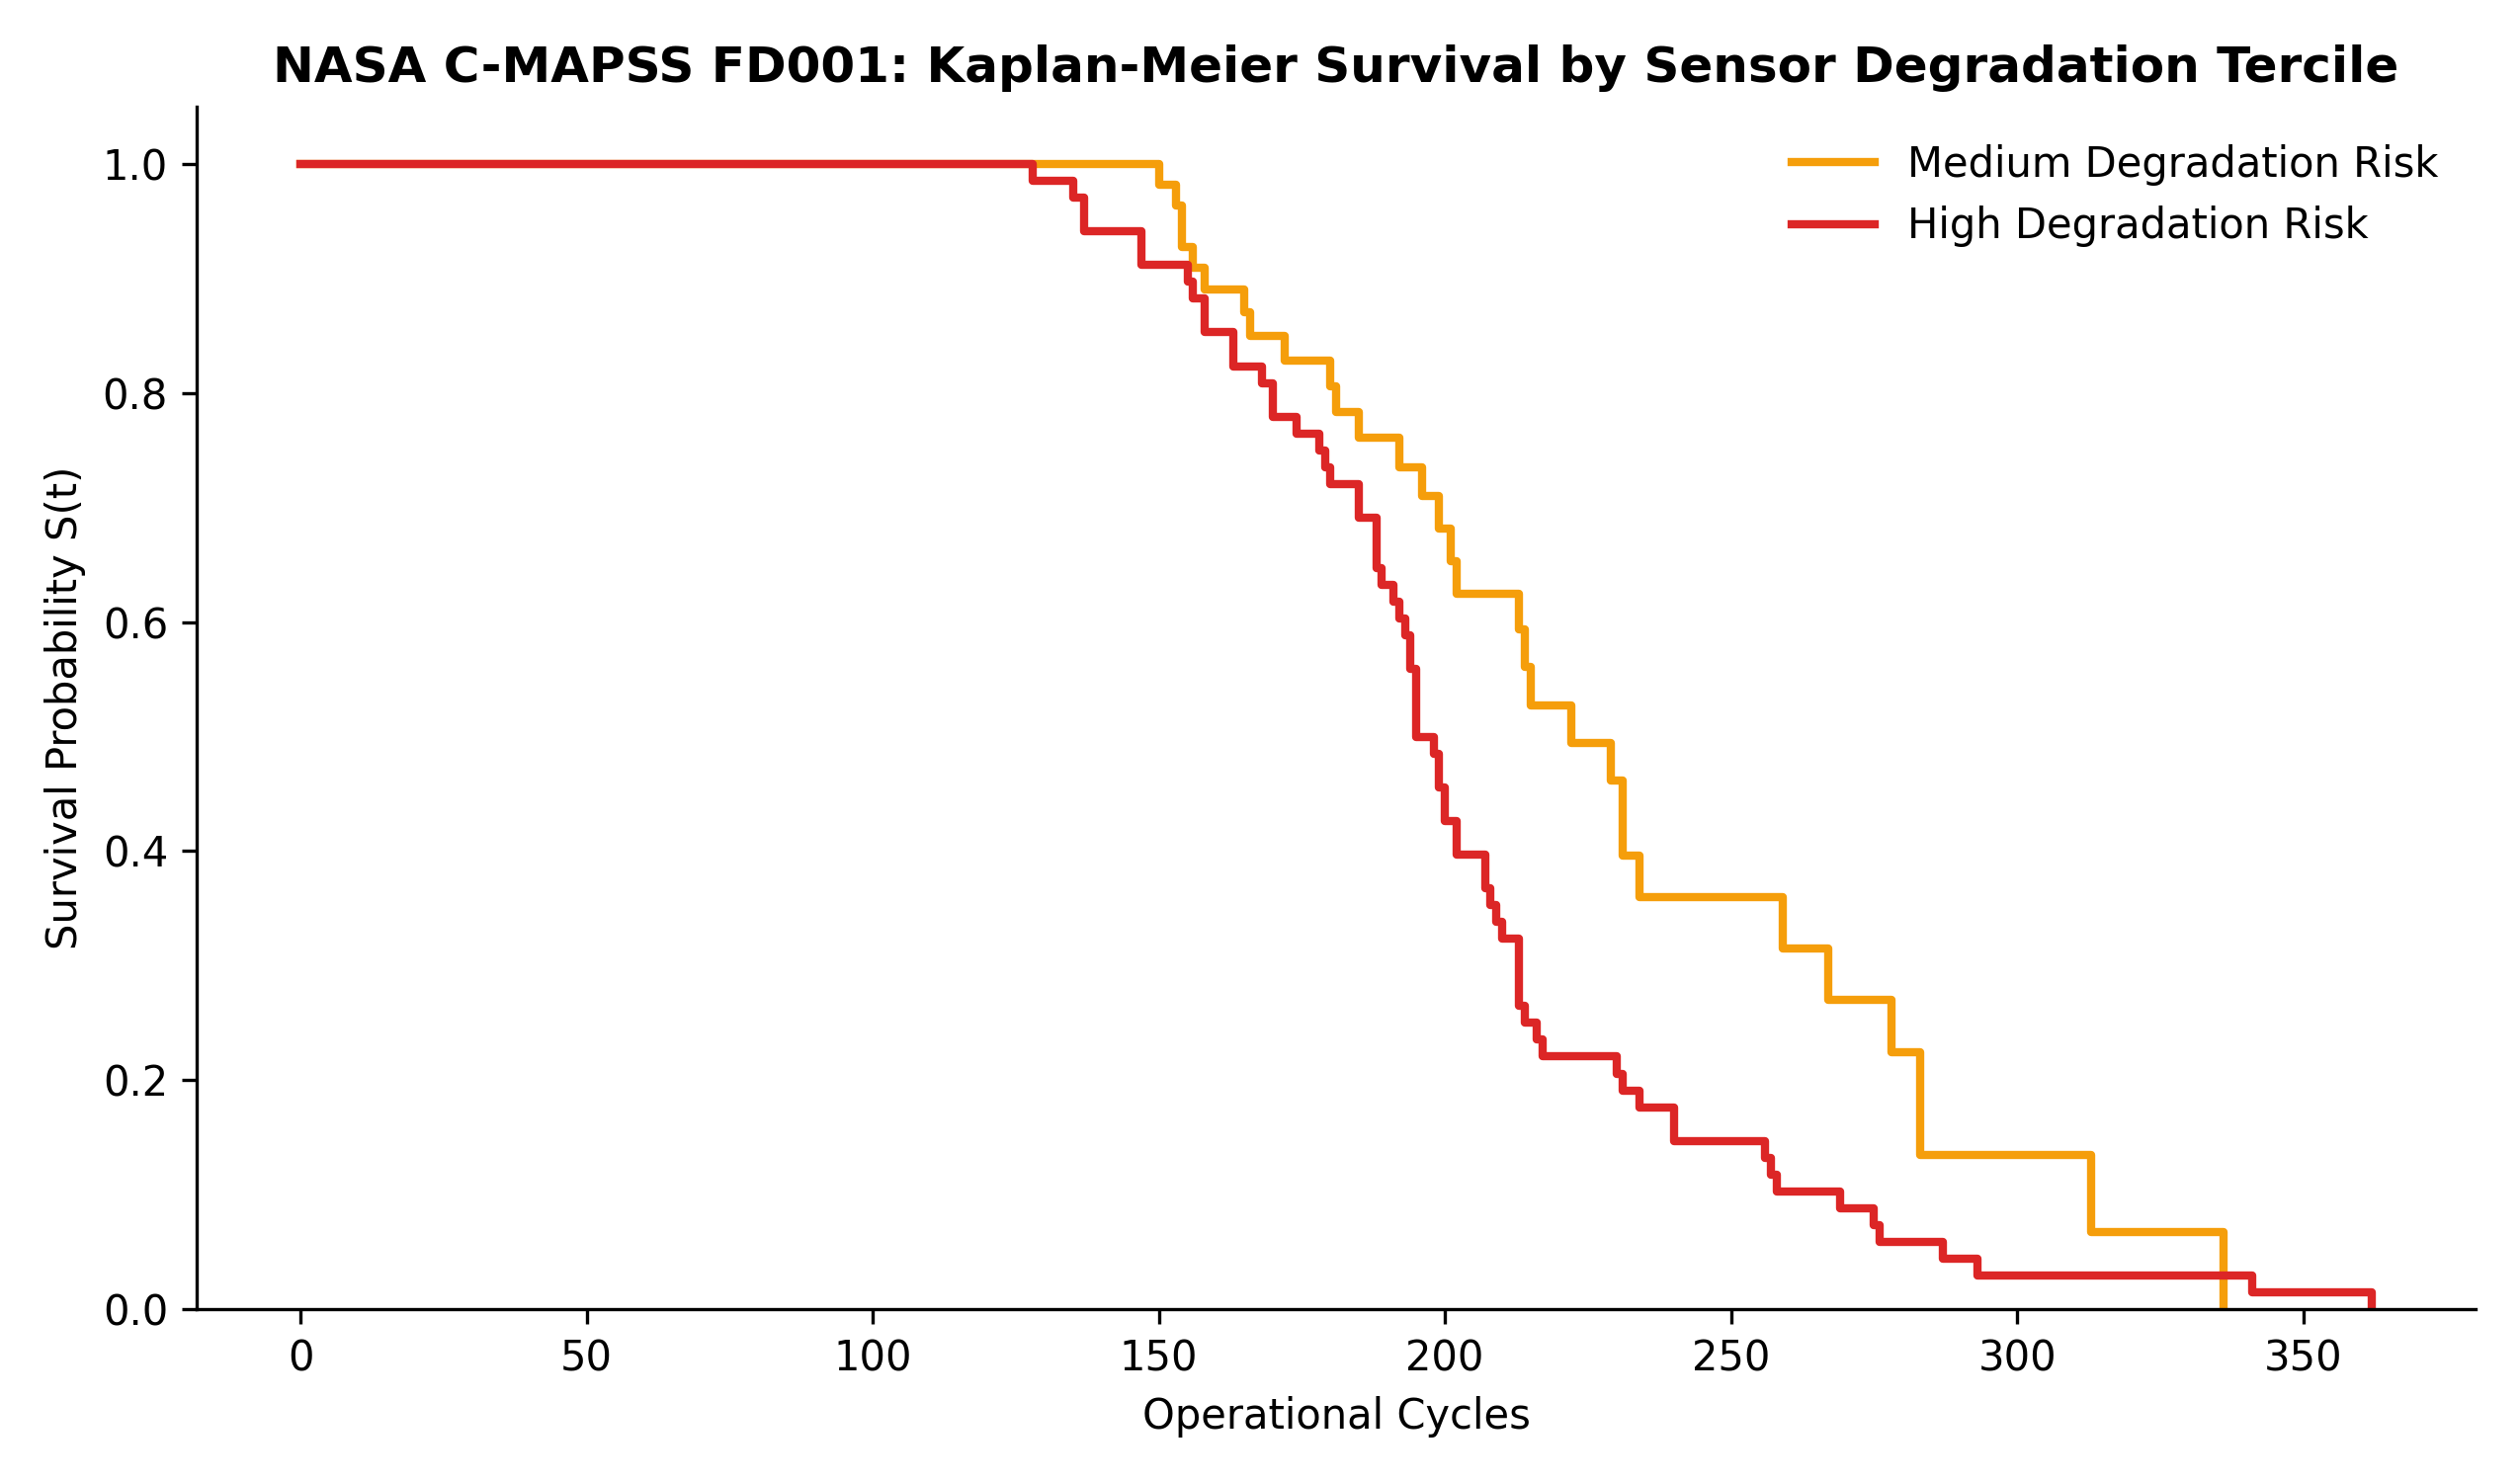 NASA C-MAPSS FD001: Kaplan-Meier Survival by Sensor Degradation Tercile
Medium Degradation Risk
High Degradation Risk
Survival Probability S(t)
1.0
0.8
0.6
0.4
0.2
0.0
0 50 100 150 200 250 300 350
Operational Cycles